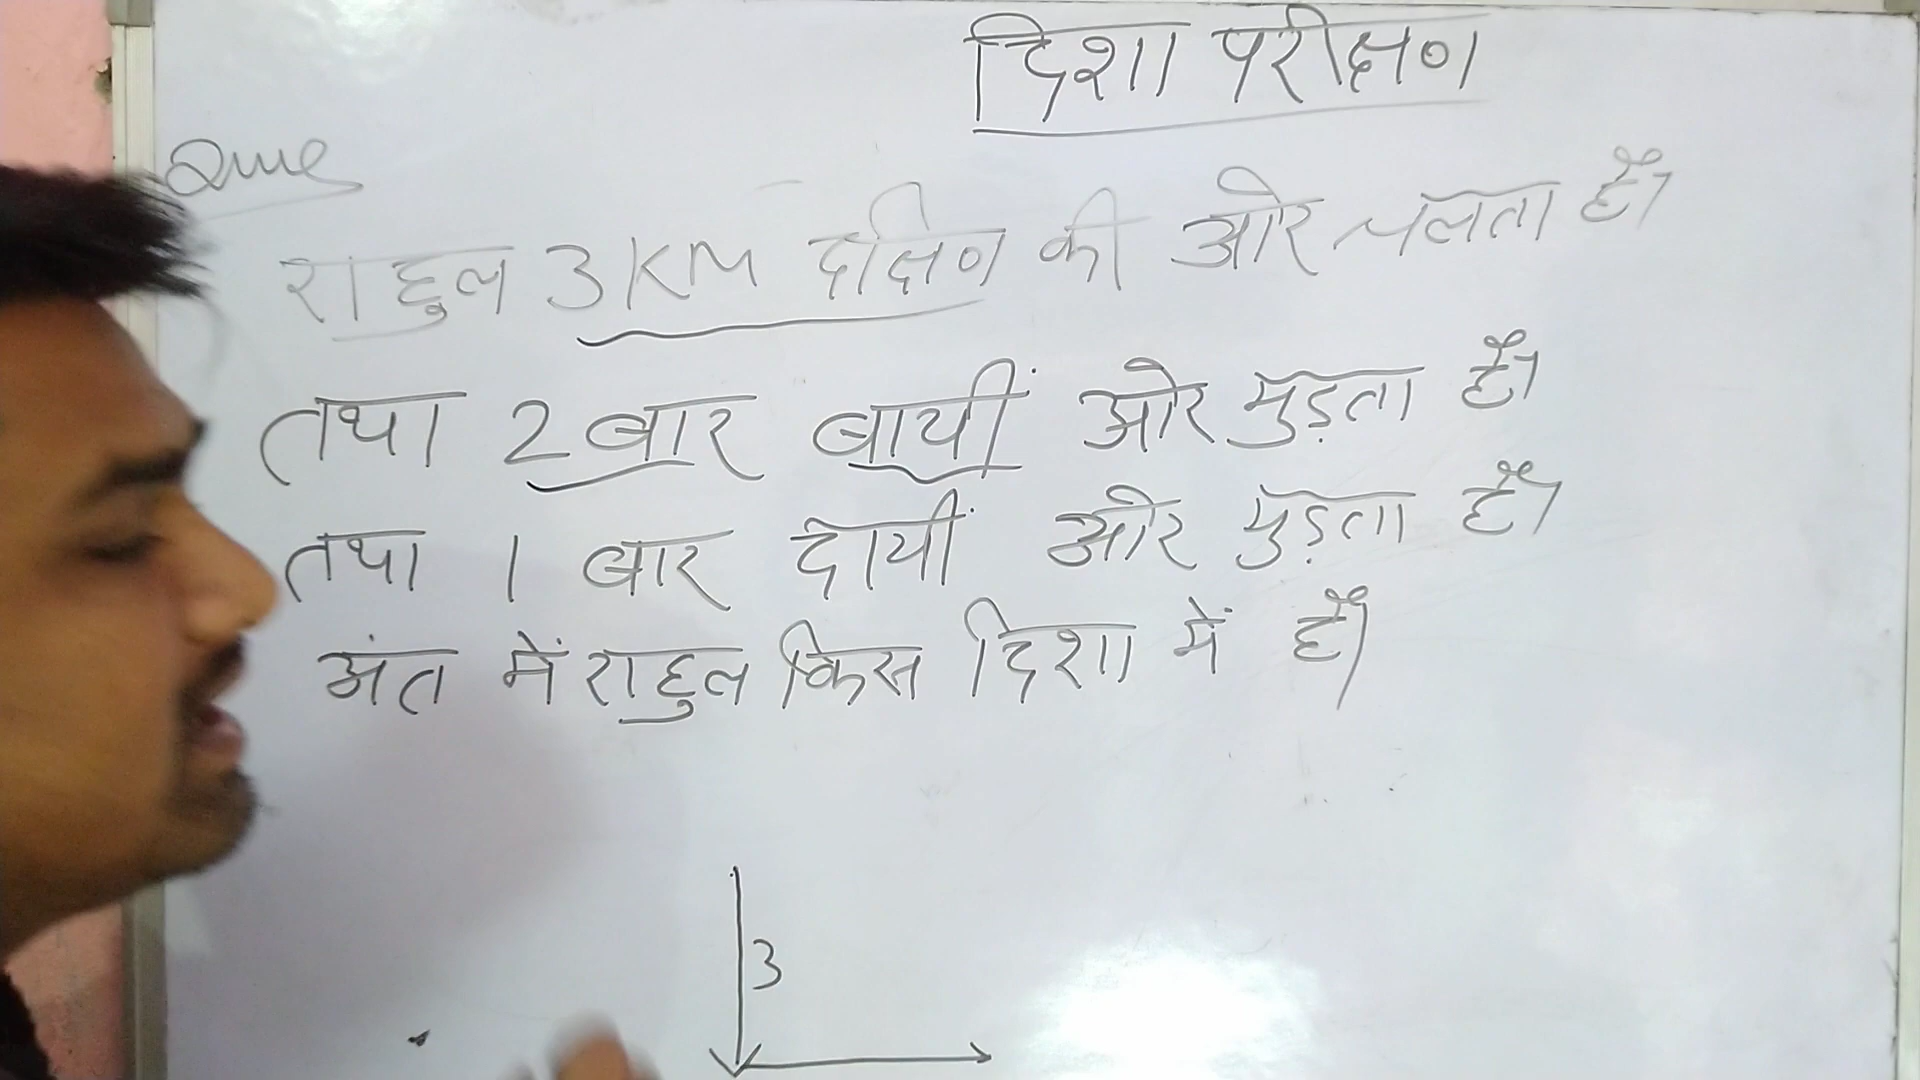 दिशा परीक्षण
Que
राहुल 3KM दक्षिण की ओर चलता है।
तथा 2 बार बायीं ओर मुड़ता है।
तथा 1 बार दायीं ओर मुड़ता है।
अंत में राहुल किस दिशा में है।
3